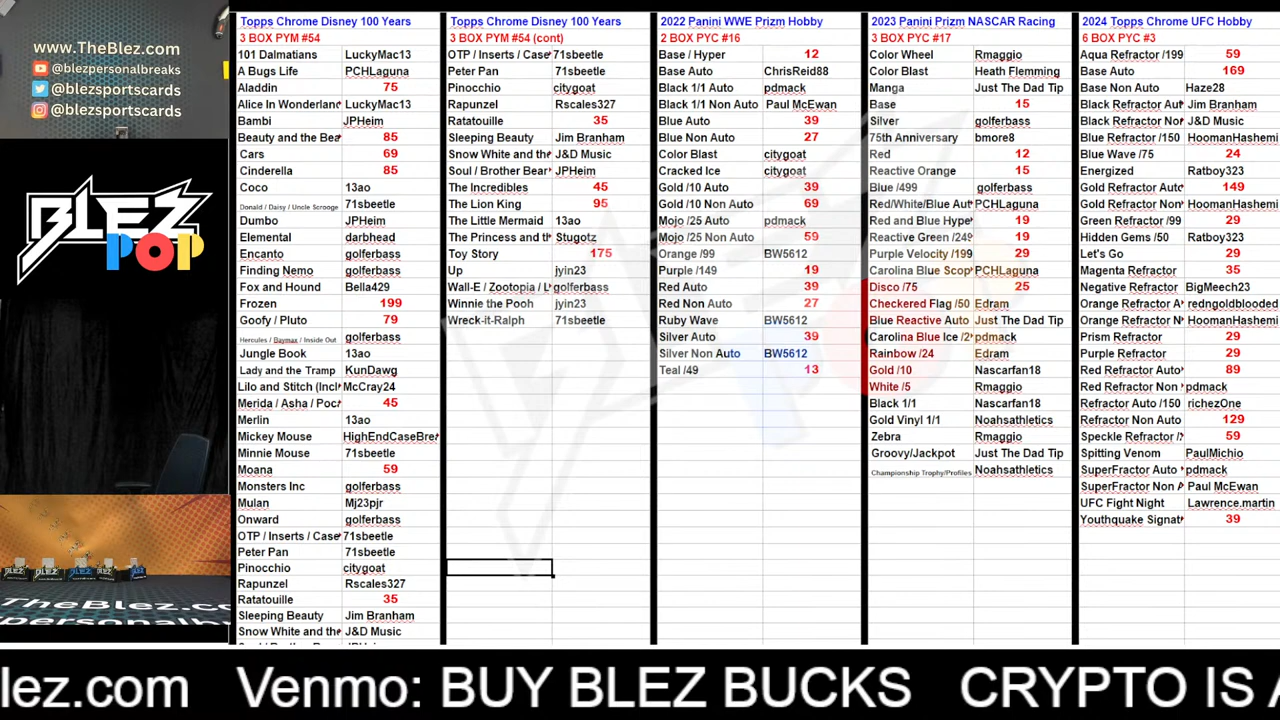 www.TheBlez.com
@blezpersonalbreaks
@blezsportscards
BLEZ
POP
TheBlez.co
Topps Chrome Disney 100 Years
3 BOX PYM #54
101 Dalmatians LuckyMac13
A Bugs Life PCHLaguna
Aladdin 75
Alice In Wonderlan LuckyMac13
Bambi JPHeim
Beauty and the Bea 85
Cars 69
Cinderella 85
Coco 13ao
Donald / Daisy / Uncle Scrooge 71sbeetle
Dumbo JPHeim
Elemental darbhead
Encanto golferbass
Finding Nemo golferbass
Fox and Hound Bella429
Frozen 199
Goofy / Pluto 79
Hercules / Baymax / Inside Out golferbass
Jungle Book 13ao
Lady and the Tramp KunDawg
Lilo and Stitch (Incl McCray24
Merida / Asha / Poc 45
Merlin 13ao
Mickey Mouse HighEndCaseBre
Minnie Mouse 71sbeetle
Moana 59
Monsters Inc golferbass
Mulan Mj23pjr
Onward golferbass
OTP / Inserts / Case 71sbeetle
Peter Pan 71sbeetle
Pinocchio citygoat
Rapunzel Rscales327
Ratatouille 35
Sleeping Beauty Jim Branham
Snow White and the J&D Music
Topps Chrome Disney 100 Years
3 BOX PYM #54 (cont)
OTP / Inserts / Case 71sbeetle
Peter Pan 71sbeetle
Pinocchio citygoat
Rapunzel Rscales327
Ratatouille 35
Sleeping Beauty Jim Branham
Snow White and the J&D Music
Soul / Brother Bear JPHeim
The Incredibles 45
The Lion King 95
The Little Mermaid 13ao
The Princess and th Stugotz
Toy Story 175
Up jyin23
Wall-E / Zootopia / L golferbass
Winnie the Pooh jyin23
Wreck-it-Ralph 71sbeetle
2022 Panini WWE Prizm Hobby
2 BOX PYC #16
Base / Hyper 12
Base Auto ChrisReid88
Black 1/1 Auto pdmack
Black 1/1 Non Auto Paul McEwan
Blue Auto 39
Blue Non Auto 27
Color Blast citygoat
Cracked Ice citygoat
Gold /10 Auto 39
Gold /10 Non Auto 69
Mojo /25 Auto pdmack
Mojo /25 Non Auto 59
Orange /99 BW5612
Purple /149 19
Red Auto 39
Red Non Auto 27
Ruby Wave BW5612
Silver Auto 39
Silver Non Auto BW5612
Teal /49 13
2023 Panini Prizm NASCAR Racing
3 BOX PYC #17
Color Wheel Rmaggio
Color Blast Heath Flemming
Manga Just The Dad Tip
Base 15
Silver golferbass
75th Anniversary bmore8
Red 12
Reactive Orange 15
Blue /499 golferbass
Red/White/Blue Aut PCHLaguna
Red and Blue Hype 19
Reactive Green /249 19
Purple Velocity /199 29
Carolina Blue Scop PCHLaguna
Disco /75 25
Checkered Flag /50 Edram
Blue Reactive Auto Just The Dad Tip
Carolina Blue Ice /2 pdmack
Rainbow /24 Edram
Gold /10 Nascarfan18
White /5 Rmaggio
Black 1/1 Nascarfan18
Gold Vinyl 1/1 Noahsathletics
Zebra Rmaggio
Groovy/Jackpot Just The Dad Tip
Championship Trophy/Profiles Noahsathletics
2024 Topps Chrome UFC Hobby
6 BOX PYC #3
Aqua Refractor /199 59
Base Auto 169
Base Non Auto Haze28
Black Refractor Aut Jim Branham
Black Refractor Nor J&D Music
Blue Refractor /150 HoomanHashemi
Blue Wave /75 24
Energized Ratboy323
Gold Refractor Auto 149
Gold Refractor Non HoomanHashemi
Green Refractor /99 29
Hidden Gems /50 Ratboy323
Let's Go 29
Magenta Refractor 35
Negative Refractor BigMeech23
Orange Refractor A redngoldblooded
Orange Refractor N HoomanHashemi
Prism Refractor 29
Purple Refractor 29
Red Refractor Auto 89
Red Refractor Non pdmack
Refractor Auto /150 richezOne
Refractor Non Auto 129
Speckle Refractor /2 59
Spitting Venom PaulMichio
SuperFractor Auto pdmack
SuperFractor Non A Paul McEwan
UFC Fight Night Lawrence.martin
Youthquake Signat 39
lez.com Venmo: BUY BLEZ BUCKS CRYPTO IS A